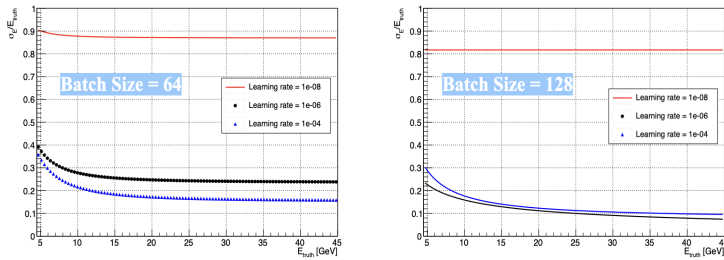 σE/Etruth
1
0.9
0.8
0.7
0.6
0.5
0.4
0.3
0.2
0.1
0
Batch Size = 64
Learning rate = 1e-08
Learning rate = 1e-06
Learning rate = 1e-04
5 10 15 20 25 30 35 40 45
Etruth [GeV]
σE/Etruth
1
0.9
0.8
0.7
0.6
0.5
0.4
0.3
0.2
0.1
0
Batch Size = 128
Learning rate = 1e-08
Learning rate = 1e-06
Learning rate = 1e-04
5 10 15 20 25 30 35 40 45
Etruth [GeV]